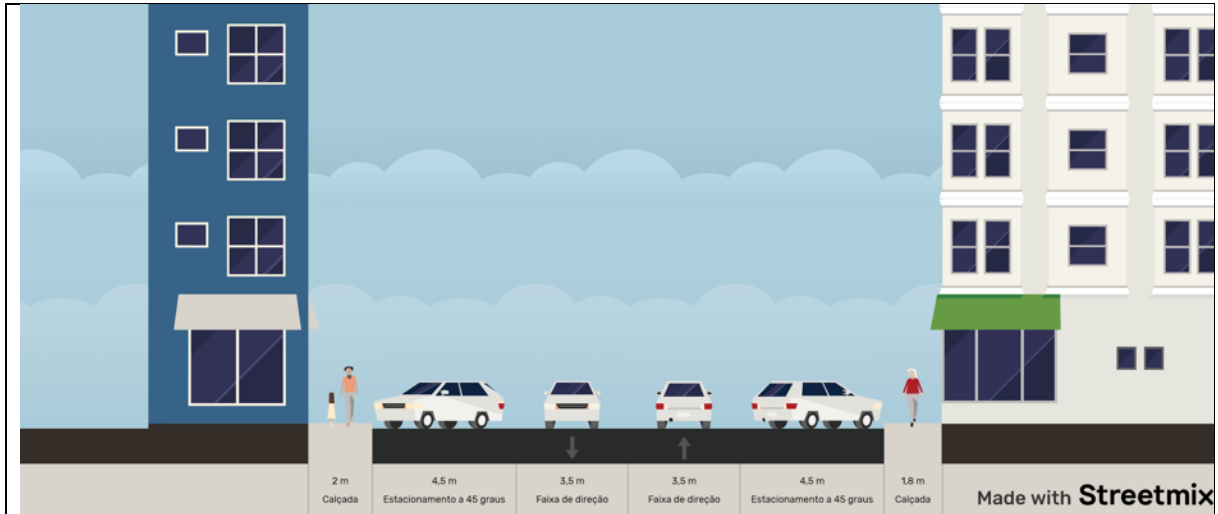 2 m
Calçada
4,5 m
Estacionamento a 45 graus
3,5 m
Faixa de direção
3,5 m
Faixa de direção
4,5 m
Estacionamento a 45 graus
1,8 m
Calçada
Made with Streetmix